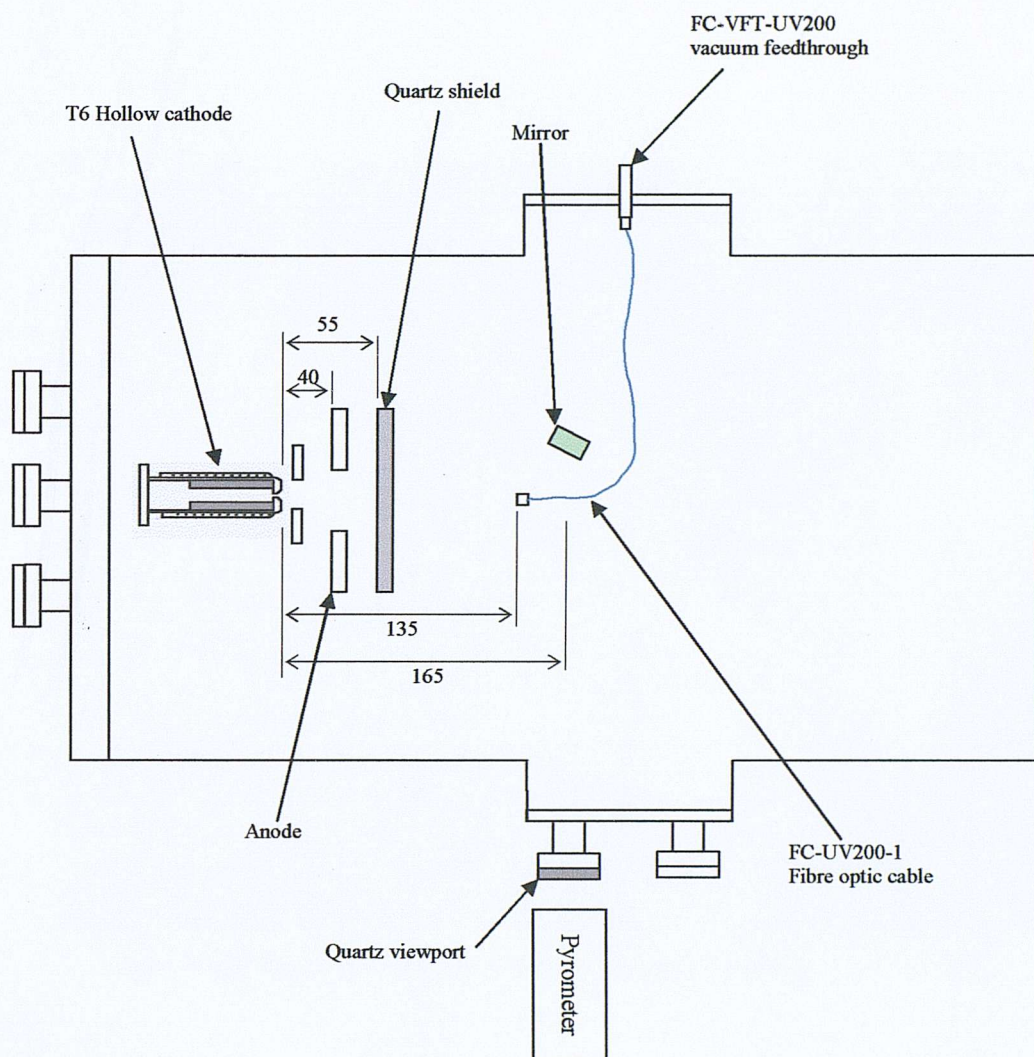 FC-VFT-UV200
vacuum feedthrough
Quartz shield
T6 Hollow cathode
Mirror
55
40
135
165
Anode
FC-UV200-1
Fibre optic cable
Quartz viewport
Pyrometer